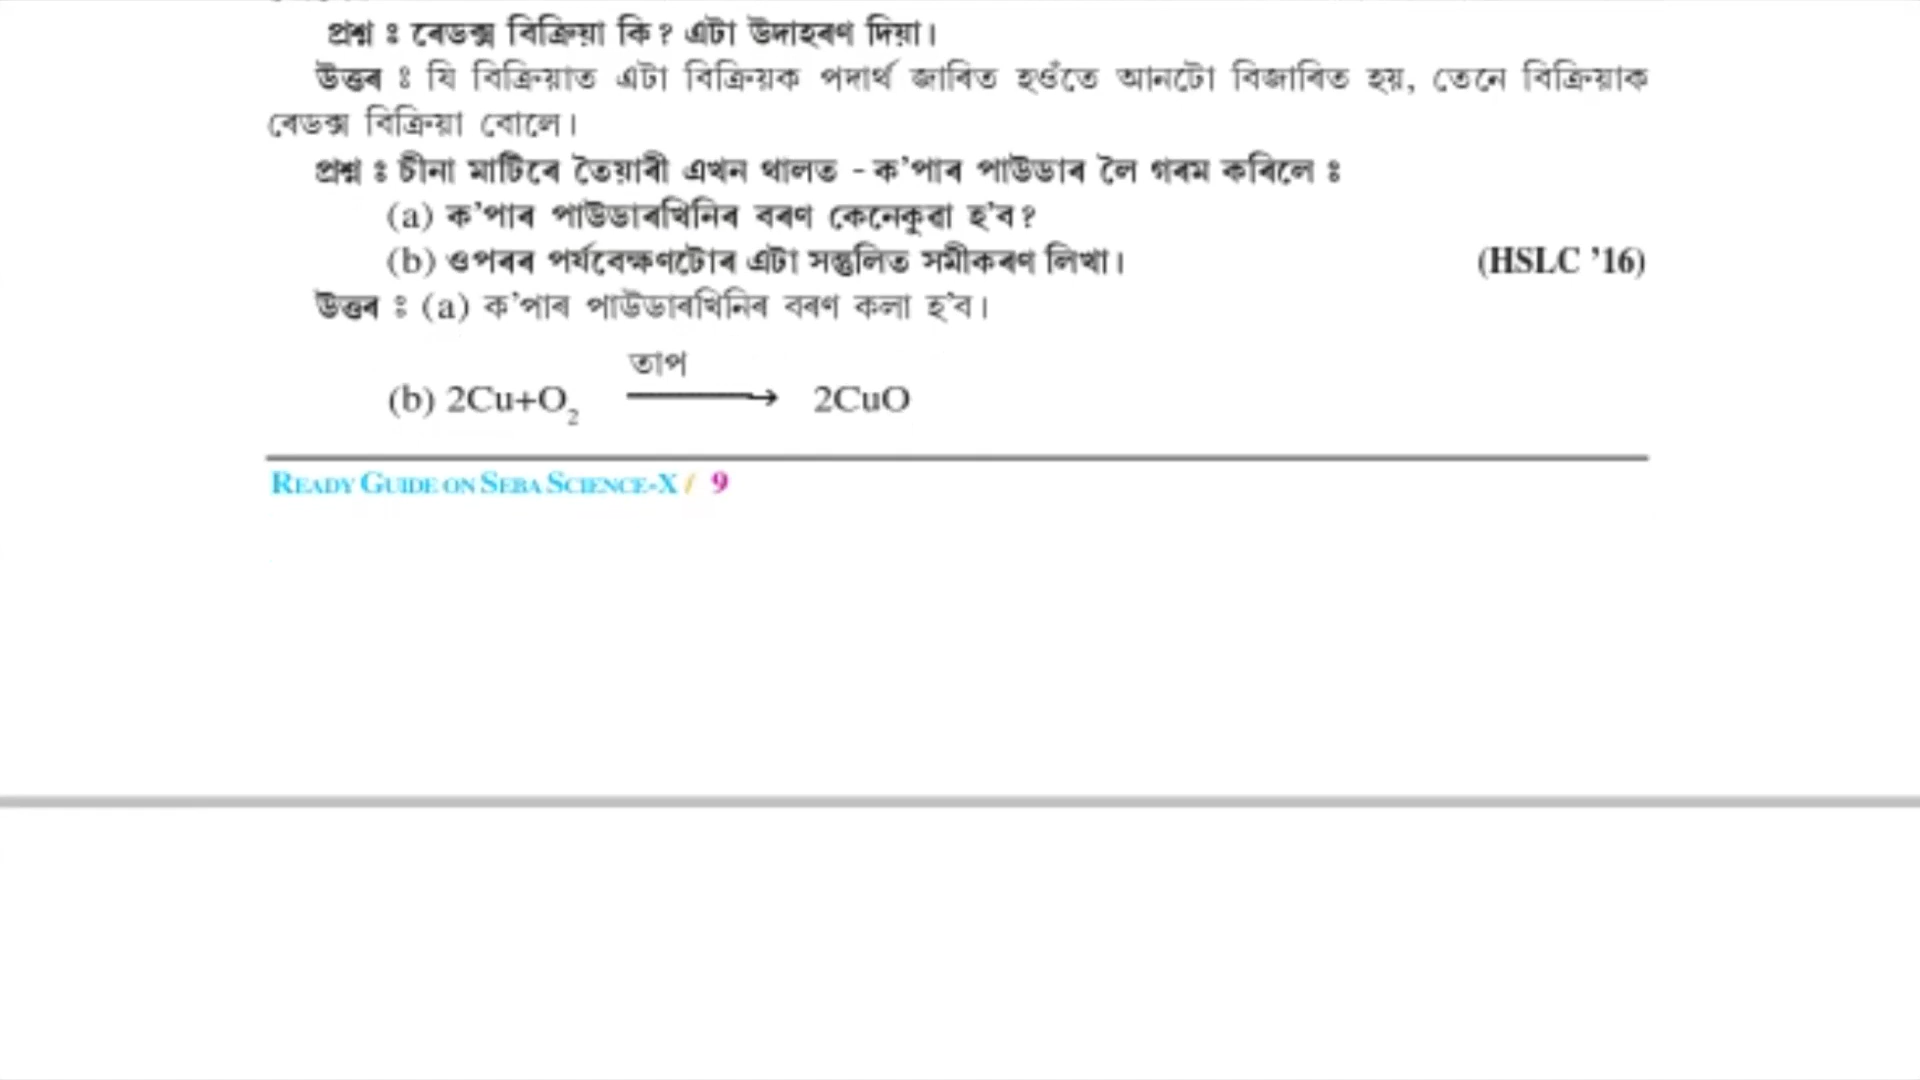 প্ৰশ্ন ঃ ৰেডক্স বিক্ৰিয়া কি? এটা উদাহৰণ দিয়া।
উত্তৰ ঃ যি বিক্ৰিয়াত এটা বিক্ৰিয়ক পদাৰ্থ জাৰিত হওঁতে আনটো বিজাৰিত হয়, তেনে বিক্ৰিয়াক
ৰেডক্স বিক্ৰিয়া বোলে।
প্ৰশ্ন ঃ চীনা মাটিৰে তৈয়াৰী এখন থালত - ক'পাৰ পাউডাৰ লৈ গৰম কৰিলে ঃ
(a) ক'পাৰ পাউডাৰখিনিৰ বৰণ কেনেকুৱা হ'ব?
(b) ওপৰৰ পৰ্যবেক্ষণটোৰ এটা সন্তুলিত সমীকৰণ লিখা। (HSLC '16)
উত্তৰ ঃ (a) ক'পাৰ পাউডাৰখিনিৰ বৰণ কলা হ'ব।
তাপ
(b) 2Cu+O₂ ⟶ 2CuO
READY GUIDE ON SEBA SCIENCE-X / 9